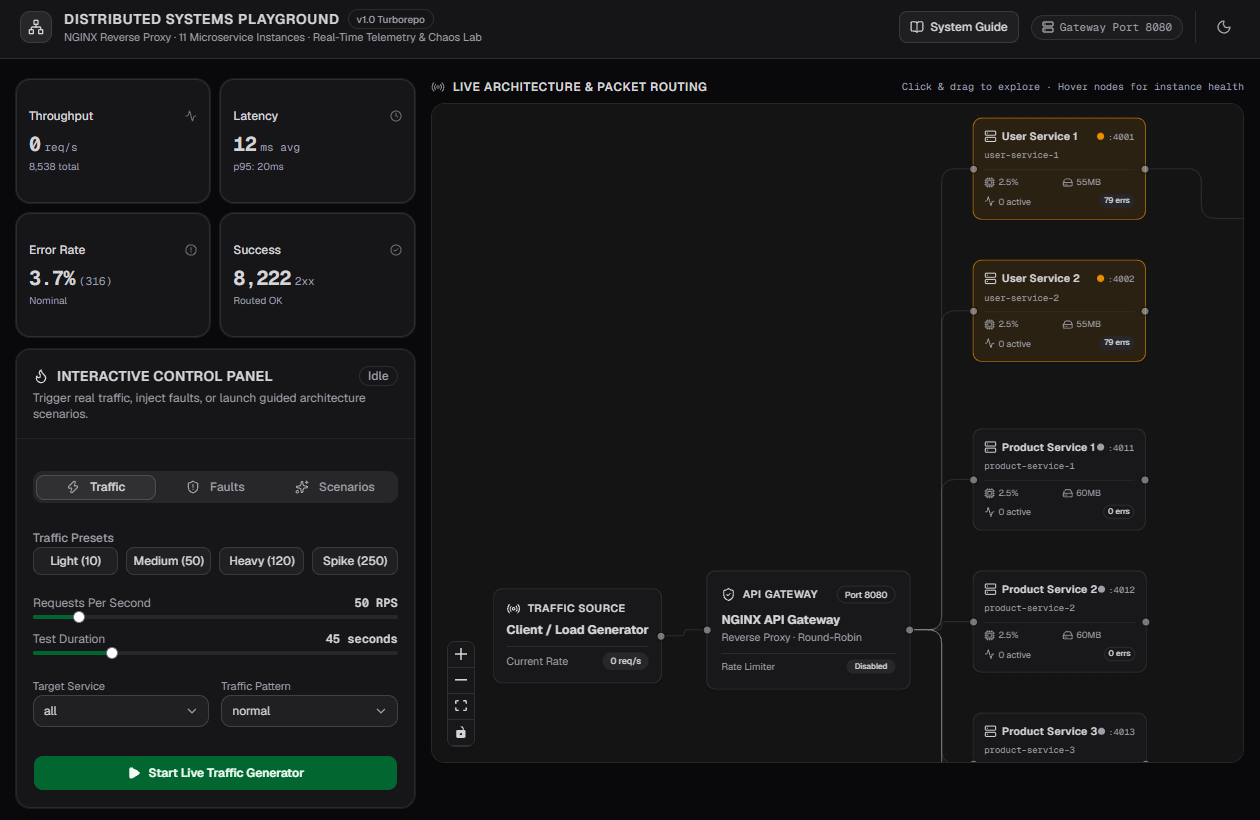 DISTRIBUTED SYSTEMS PLAYGROUND v1.0 Turborepo
NGINX Reverse Proxy · 11 Microservice Instances · Real-Time Telemetry & Chaos Lab
System Guide
Gateway Port 8080
Throughput
0 req/s
8,538 total
Latency
12 ms avg
p95: 20ms
Error Rate
3.7% (316)
Nominal
Success
8,222 2xx
Routed OK
INTERACTIVE CONTROL PANEL Idle
Trigger real traffic, inject faults, or launch guided architecture
scenarios.
Traffic Faults Scenarios
Traffic Presets
Light (10) Medium (50) Heavy (120) Spike (250)
Requests Per Second 50 RPS
Test Duration 45 seconds
Target Service Traffic Pattern
all normal
Start Live Traffic Generator
LIVE ARCHITECTURE & PACKET ROUTING
Click & drag to explore · Hover nodes for instance health
TRAFFIC SOURCE
Client / Load Generator
Current Rate 0 req/s
API GATEWAY Port 8080
NGINX API Gateway
Reverse Proxy · Round-Robin
Rate Limiter Disabled
User Service 1 :4001
user-service-1
2.5% 55MB
0 active 79 errs
User Service 2 :4002
user-service-2
2.5% 55MB
0 active 79 errs
Product Service 1 :4011
product-service-1
2.5% 60MB
0 active 0 errs
Product Service 2 :4012
product-service-2
2.5% 60MB
0 active 0 errs
Product Service 3 :4013
product-service-3